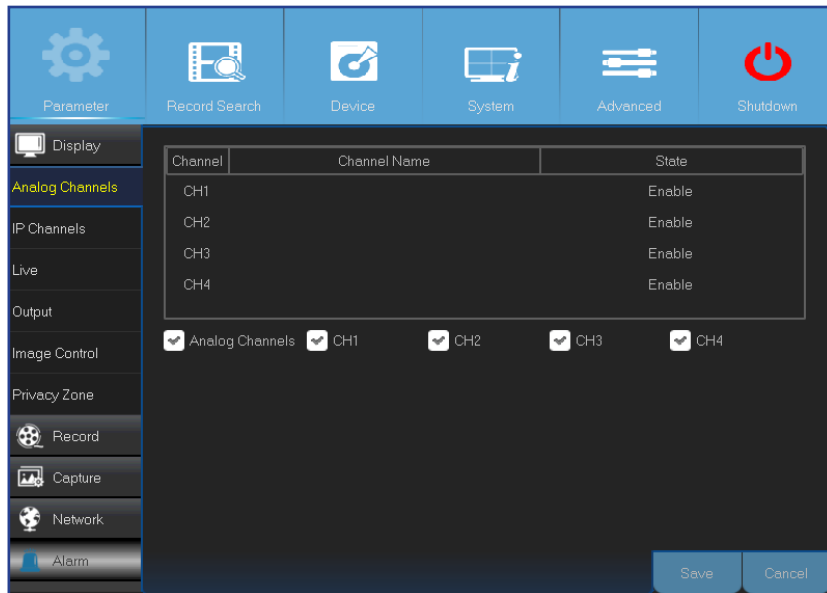 Parameter
Record Search
Device
System
Advanced
Shutdown
Display
Analog Channels
IP Channels
Live
Output
Image Control
Privacy Zone
Record
Capture
Network
Alarm
Channel Channel Name State
CH1 Enable
CH2 Enable
CH3 Enable
CH4 Enable
Analog Channels CH1 CH2 CH3 CH4
Save Cancel